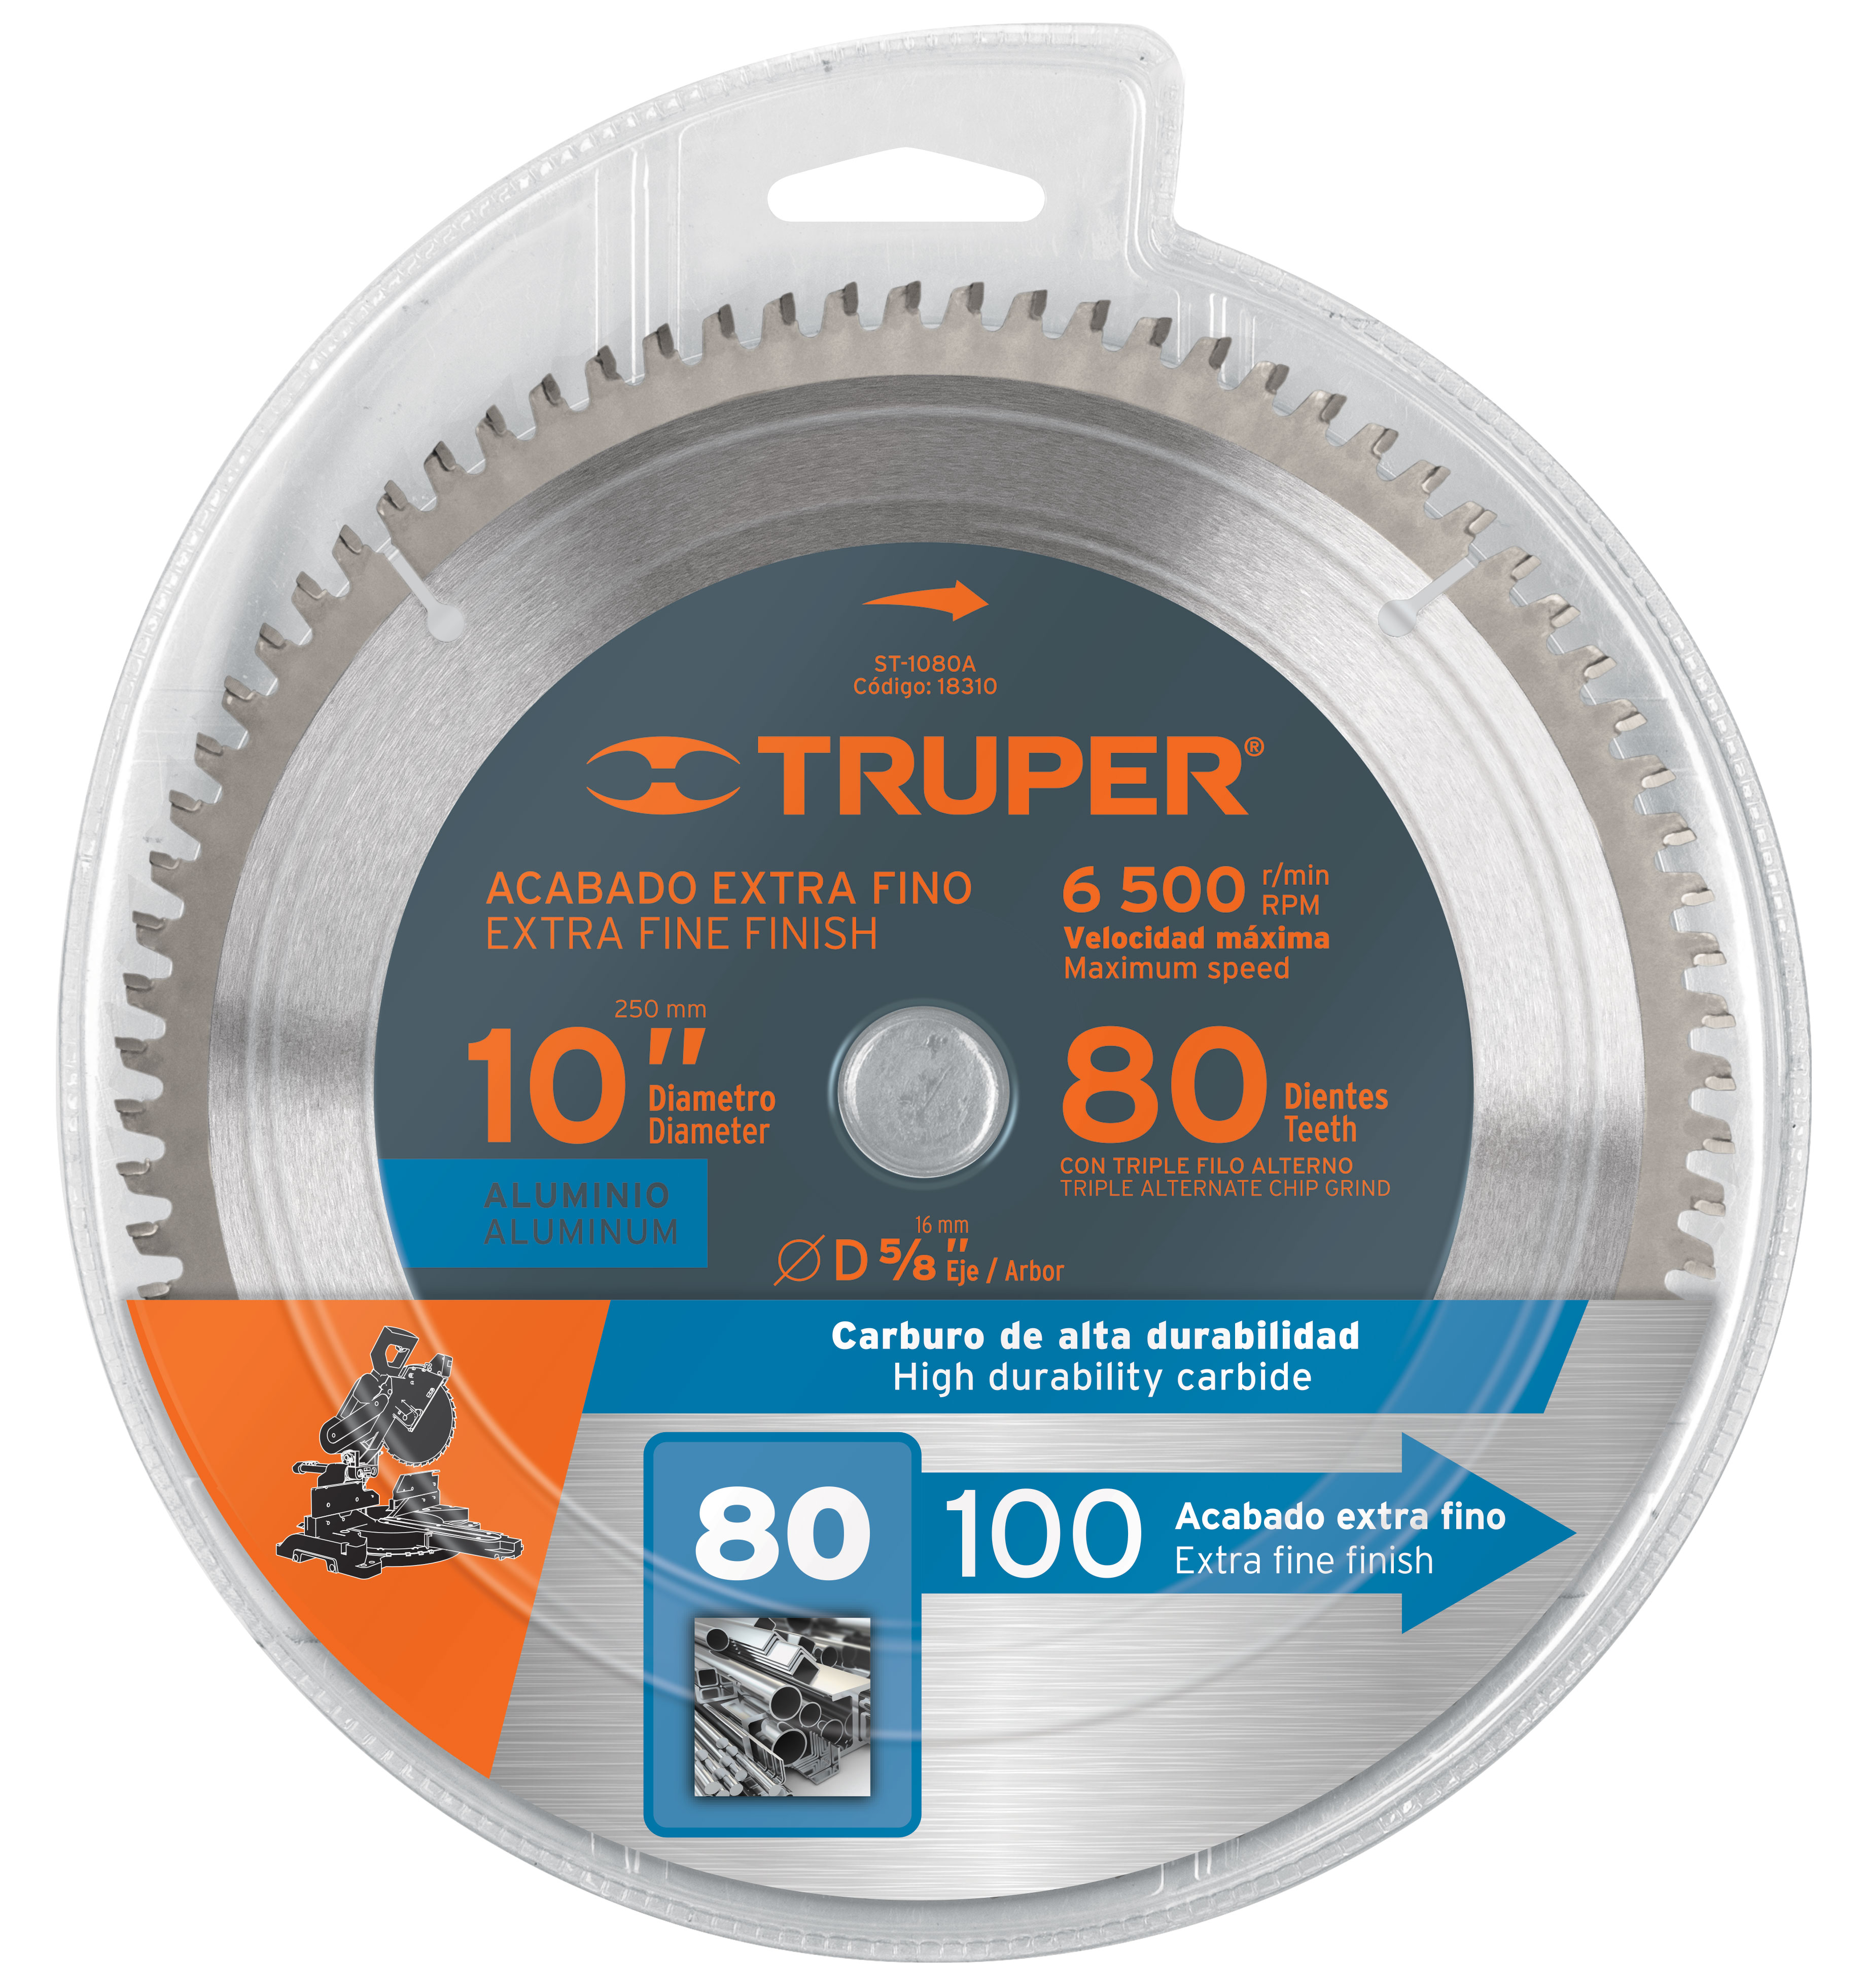 ST-1080A
Código: 18310
TRUPER®
ACABADO EXTRA FINO
EXTRA FINE FINISH
6 500 r/min
RPM
Velocidad máxima
Maximum speed
250 mm
10"
Diametro
Diameter
80 Dientes
Teeth
CON TRIPLE FILO ALTERNO
TRIPLE ALTERNATE CHIP GRIND
ALUMINIO
ALUMINUM
16 mm
Ø D 5/8" Eje / Arbor
Carburo de alta durabilidad
High durability carbide
80
100
Acabado extra fino
Extra fine finish